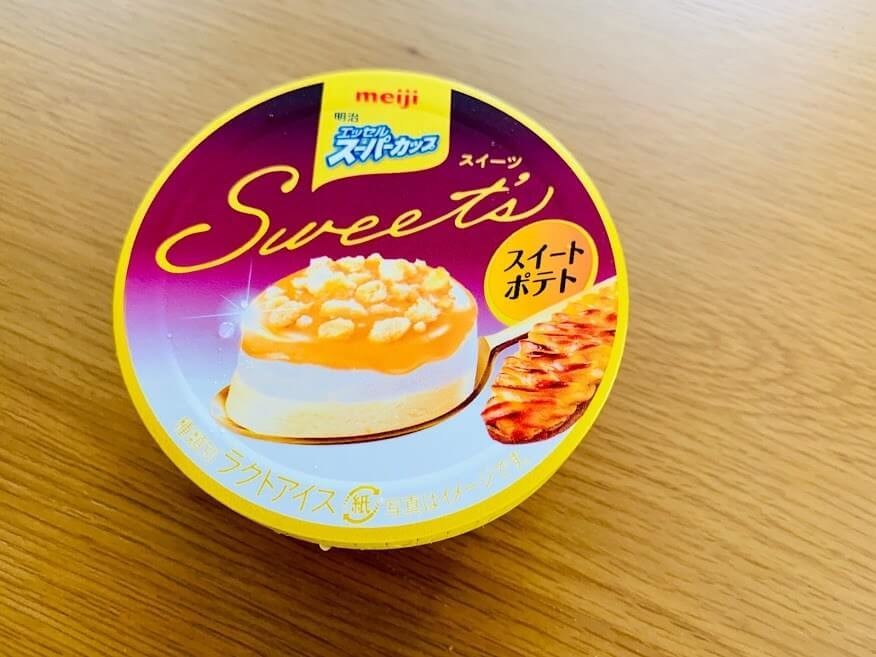 meiji
明治
エッセル
スーパーカップ
スイーツ
Sweet's
スイート
ポテト
種類別 ラクトアイス 紙 写真はイメージです。